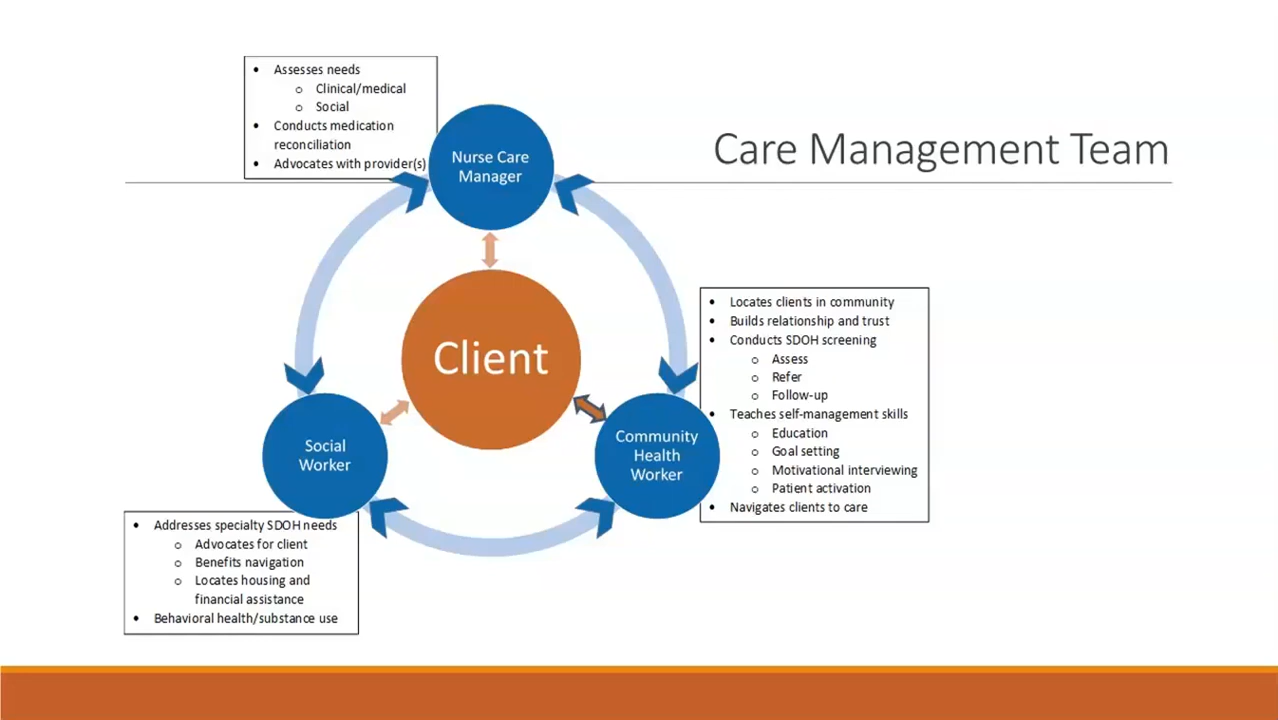 Care Management Team
• Assesses needs
o Clinical/medical
o Social
• Conducts medication
reconciliation
• Advocates with provider(s)
Nurse Care
Manager
Client
• Locates clients in community
• Builds relationship and trust
• Conducts SDOH screening
o Assess
o Refer
o Follow-up
• Teaches self-management skills
o Education
o Goal setting
o Motivational interviewing
o Patient activation
• Navigates clients to care
Community
Health
Worker
Social
Worker
• Addresses specialty SDOH needs
o Advocates for client
o Benefits navigation
o Locates housing and
financial assistance
• Behavioral health/substance use